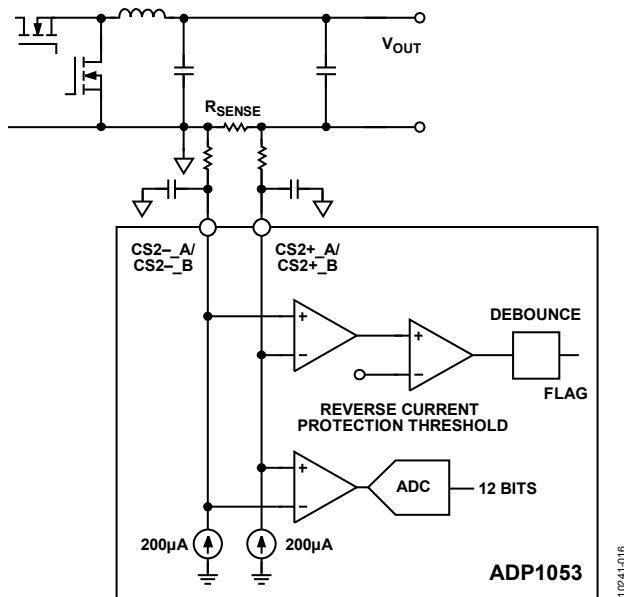 VOUT
RSENSE
CS2–_A/
CS2–_B
CS2+_A/
CS2+_B
+
–
+
–
DEBOUNCE
FLAG
REVERSE CURRENT
PROTECTION THRESHOLD
+
–
ADC
12 BITS
200µA
200µA
ADP1053
10241-016